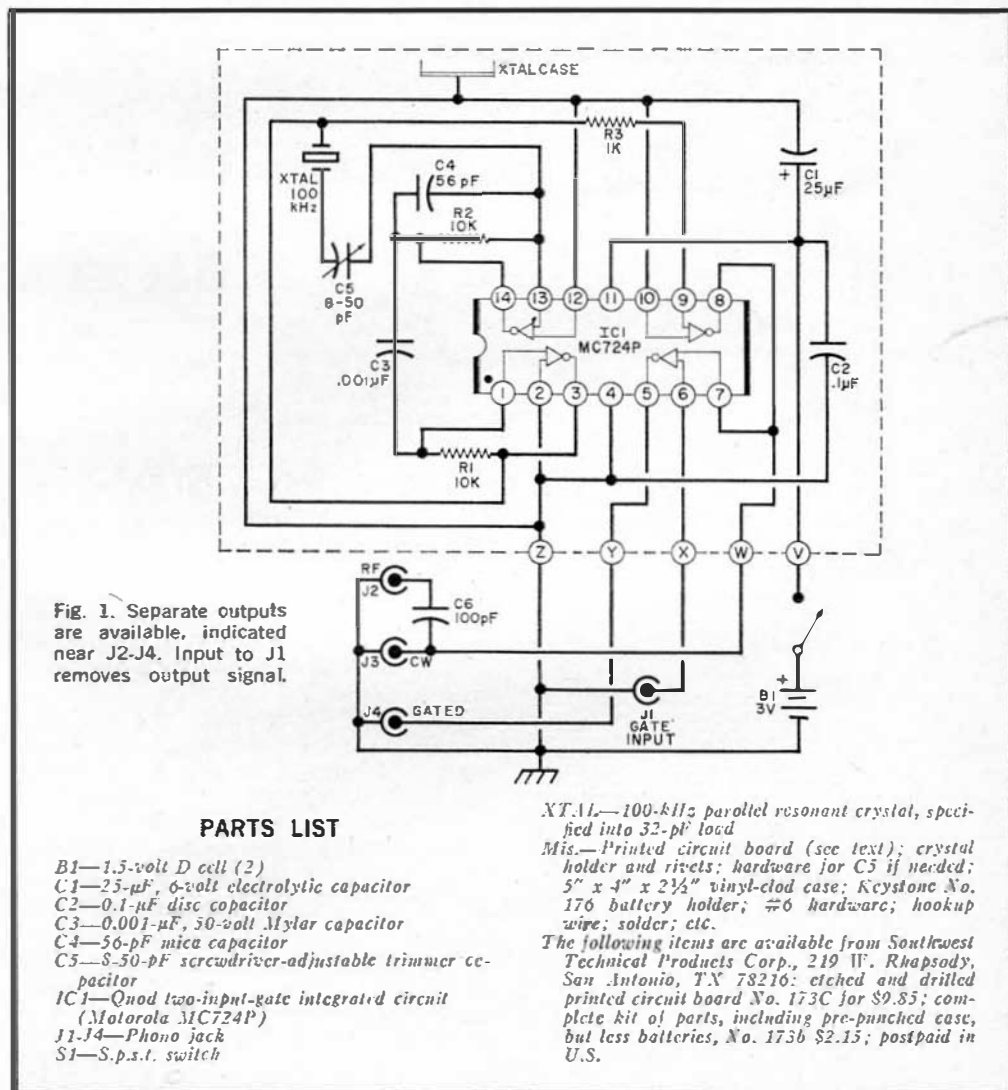 XTAL CASE
R3
1K
+
C1
25µF
C4
56 pF
XTAL
100
kHz
R2
10K
C5
8-50
pF
14 13 12 11 10 9 8
IC1
MC724P
C3
.001µF
C2
.1µF
1 2 3 4 5 6 7
R1
10K
Z Y X W V
RF
J2
C6
100pF
J3 CW
J4 GATED
J1
GATE
INPUT
+
B1
3V
Fig. 1. Separate outputs
are available, indicated
near J2-J4. Input to J1
removes output signal.
PARTS LIST
B1—1.5-volt D cell (2)
C1—25-µF, 6-volt electrolytic capacitor
C2—0.1-µF disc capacitor
C3—0.001-µF, 50-volt Mylar capacitor
C4—56-pF mica capacitor
C5—8-50-pF screwdriver-adjustable trimmer ca-
pacitor
IC1—Quad two-input-gate integrated circuit
(Motorola MC724P)
J1-J4—Phono jack
S1—S.p.s.t. switch
XTAL—100-kHz parallel resonant crystal, speci-
fied into 32-pF load
Mis.—Printed circuit board (see text); crystal
holder and rivets; hardware for C5 if needed;
5" x 4" x 2½" vinyl-clad case; Keystone No.
176 battery holder; #6 hardware; hookup
wire; solder; etc.
The following items are available from Southwest
Technical Products Corp., 219 W. Rhapsody,
San Antonio, TX 78216: etched and drilled
printed circuit board No. 173C for $9.85; com-
plete kit of parts, including pre-punched case,
but less batteries, No. 173b $2.15; postpaid in
U.S.